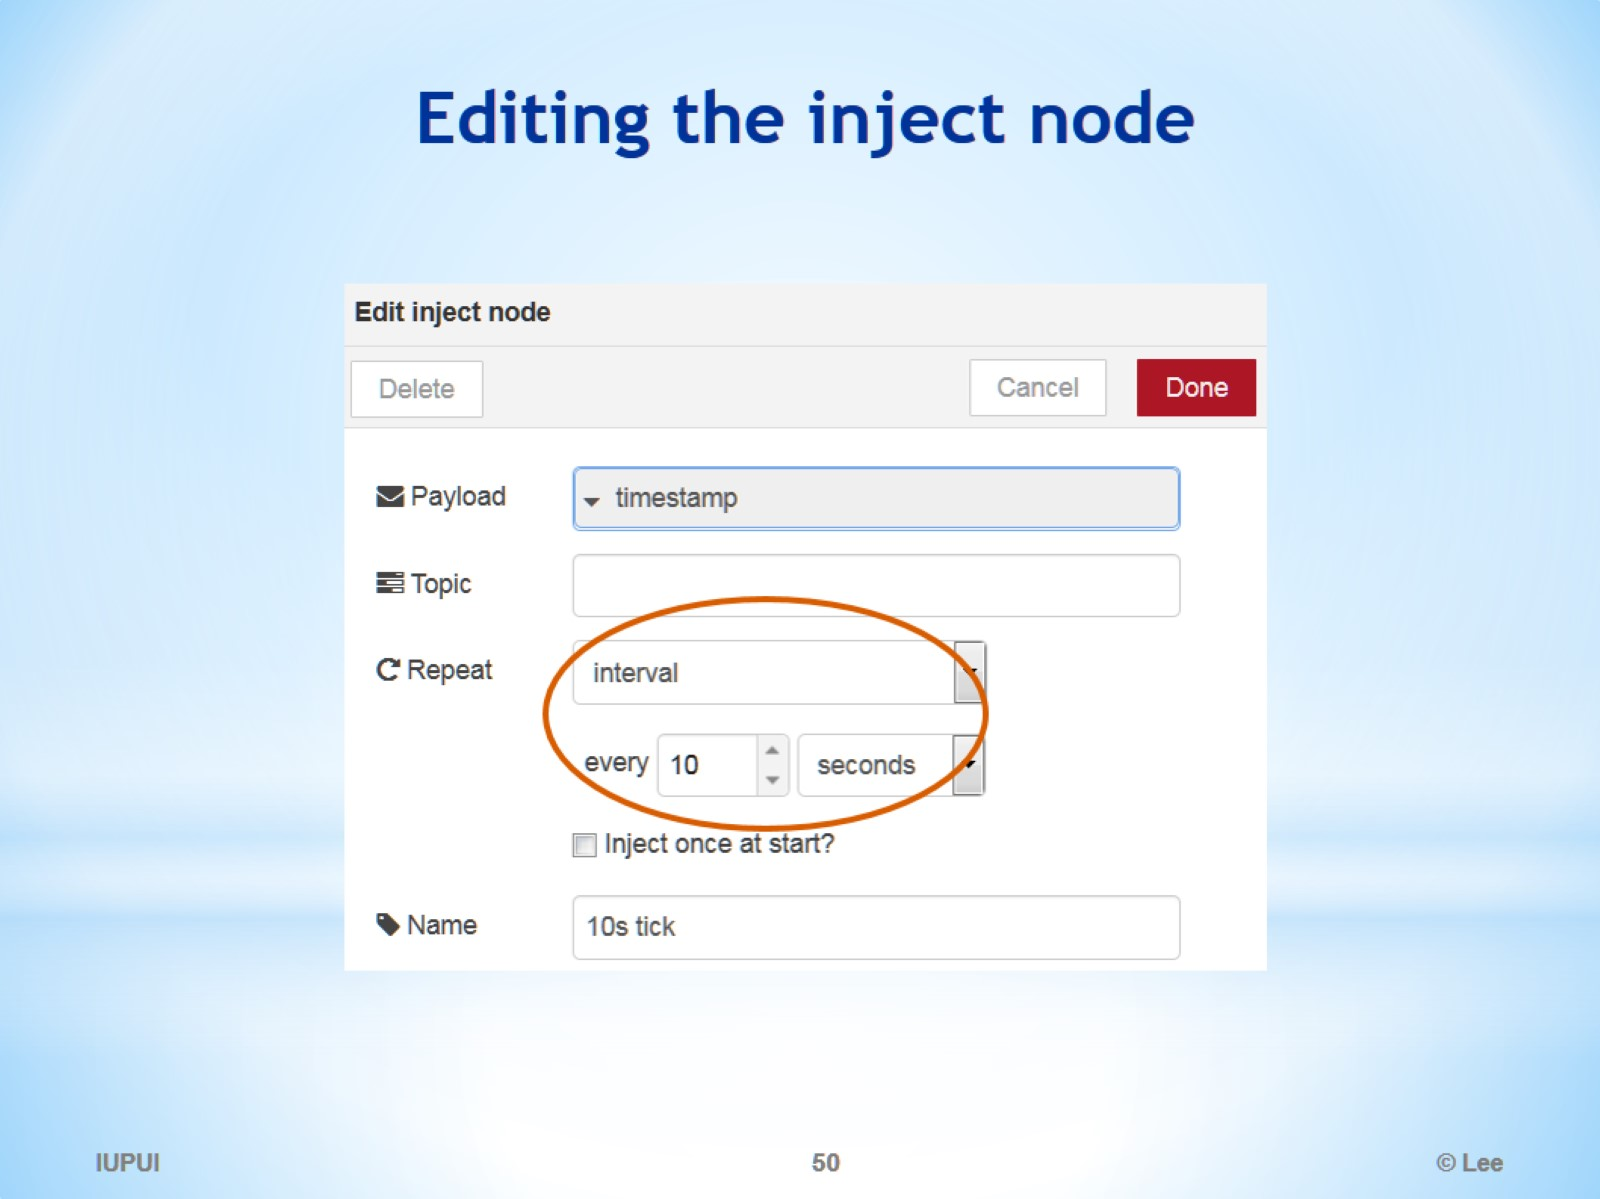 Editing the inject node
Edit inject node
Delete Cancel Done
Payload timestamp
Topic
Repeat interval
every 10 seconds
Inject once at start?
Name 10s tick
IUPUI 50 © Lee